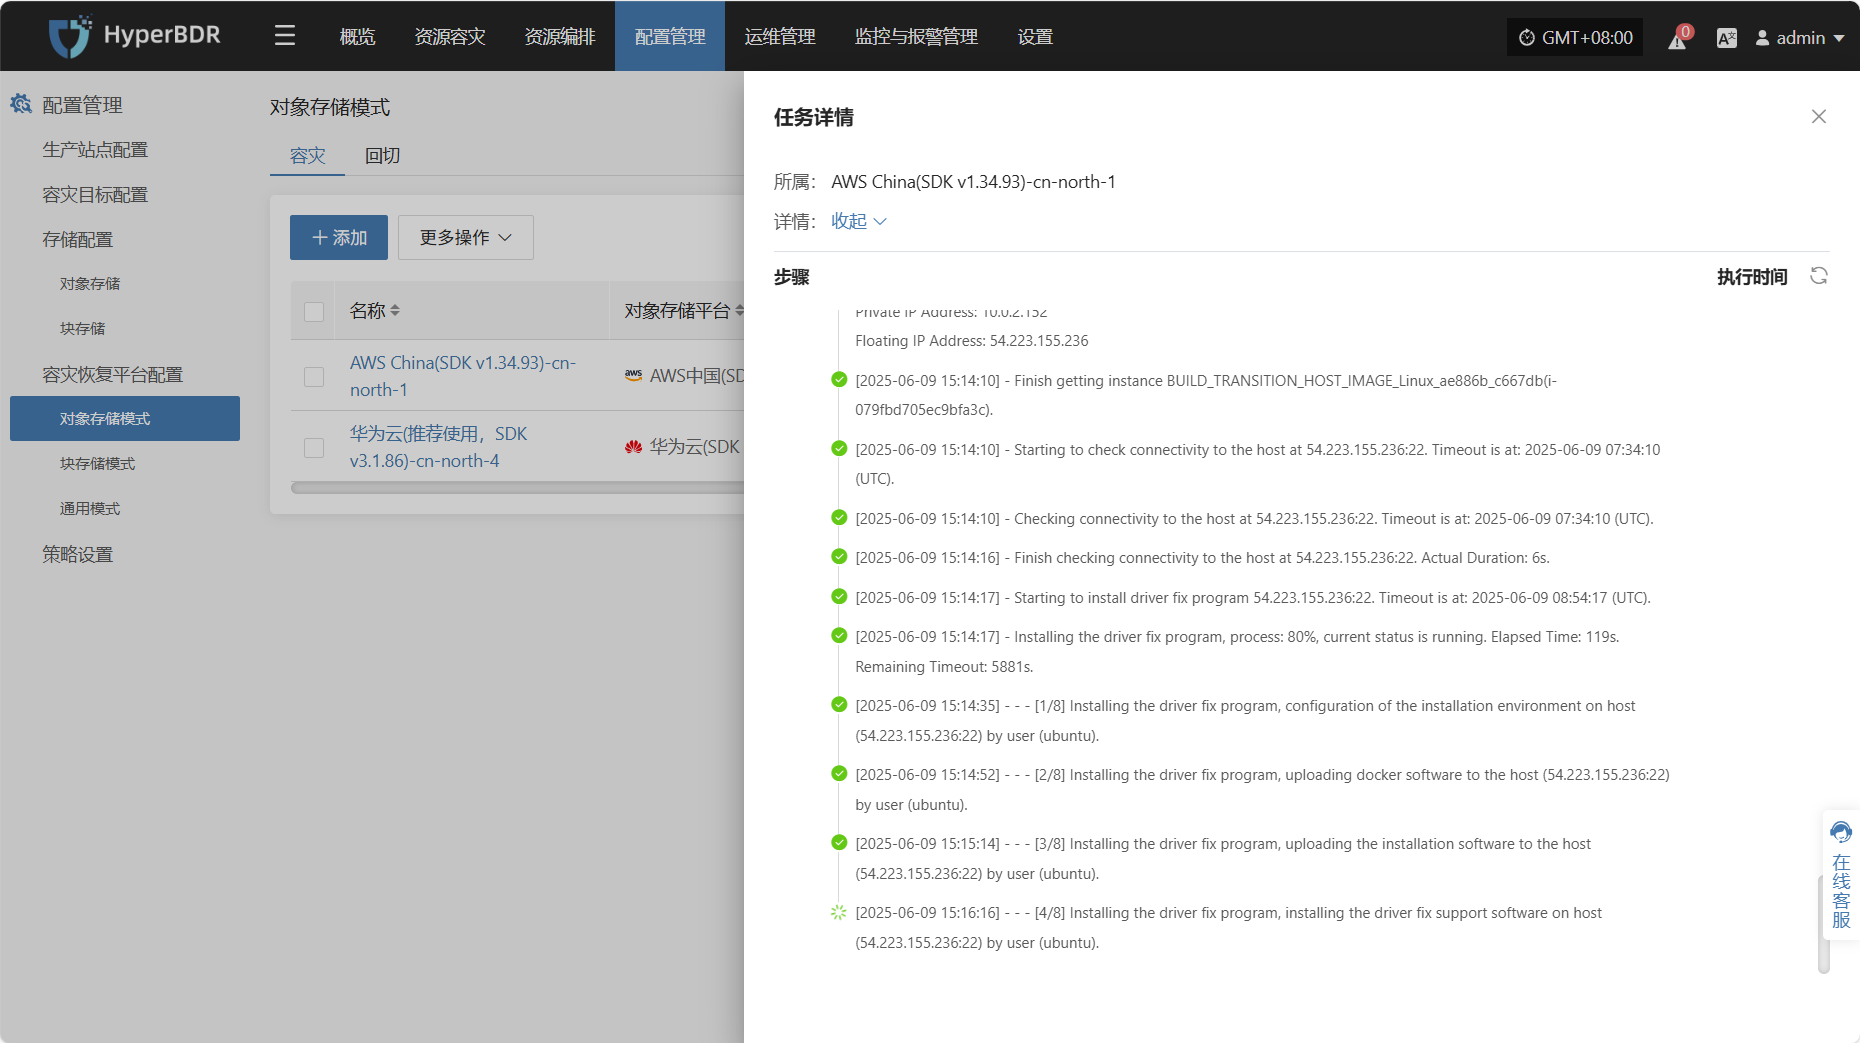 HyperBDR
概览
资源容灾
资源编排
配置管理
运维管理
监控与报警管理
设置
GMT+08:00
0
admin
配置管理
生产站点配置
容灾目标配置
存储配置
对象存储
块存储
容灾恢复平台配置
对象存储模式
块存储模式
通用模式
策略设置
对象存储模式
容灾
回切
添加
更多操作
名称
对象存储平台
AWS China(SDK v1.34.93)-cn-
north-1
aws AWS中国(SD
华为云(推荐使用，SDK
v3.1.86)-cn-north-4
华为云(SDK
任务详情
所属： AWS China(SDK v1.34.93)-cn-north-1
详情： 收起
步骤
执行时间
Private IP Address: 10.0.2.152
Floating IP Address: 54.223.155.236
[2025-06-09 15:14:10] - Finish getting instance BUILD_TRANSITION_HOST_IMAGE_Linux_ae886b_c667db(i-
079fbd705ec9bfa3c).
[2025-06-09 15:14:10] - Starting to check connectivity to the host at 54.223.155.236:22. Timeout is at: 2025-06-09 07:34:10
(UTC).
[2025-06-09 15:14:10] - Checking connectivity to the host at 54.223.155.236:22. Timeout is at: 2025-06-09 07:34:10 (UTC).
[2025-06-09 15:14:16] - Finish checking connectivity to the host at 54.223.155.236:22. Actual Duration: 6s.
[2025-06-09 15:14:17] - Starting to install driver fix program 54.223.155.236:22. Timeout is at: 2025-06-09 08:54:17 (UTC).
[2025-06-09 15:14:17] - Installing the driver fix program, process: 80%, current status is running. Elapsed Time: 119s.
Remaining Timeout: 5881s.
[2025-06-09 15:14:35] - - - [1/8] Installing the driver fix program, configuration of the installation environment on host
(54.223.155.236:22) by user (ubuntu).
[2025-06-09 15:14:52] - - - [2/8] Installing the driver fix program, uploading docker software to the host (54.223.155.236:22)
by user (ubuntu).
[2025-06-09 15:15:14] - - - [3/8] Installing the driver fix program, uploading the installation software to the host
(54.223.155.236:22) by user (ubuntu).
[2025-06-09 15:16:16] - - - [4/8] Installing the driver fix program, installing the driver fix support software on host
(54.223.155.236:22) by user (ubuntu).
在线客服